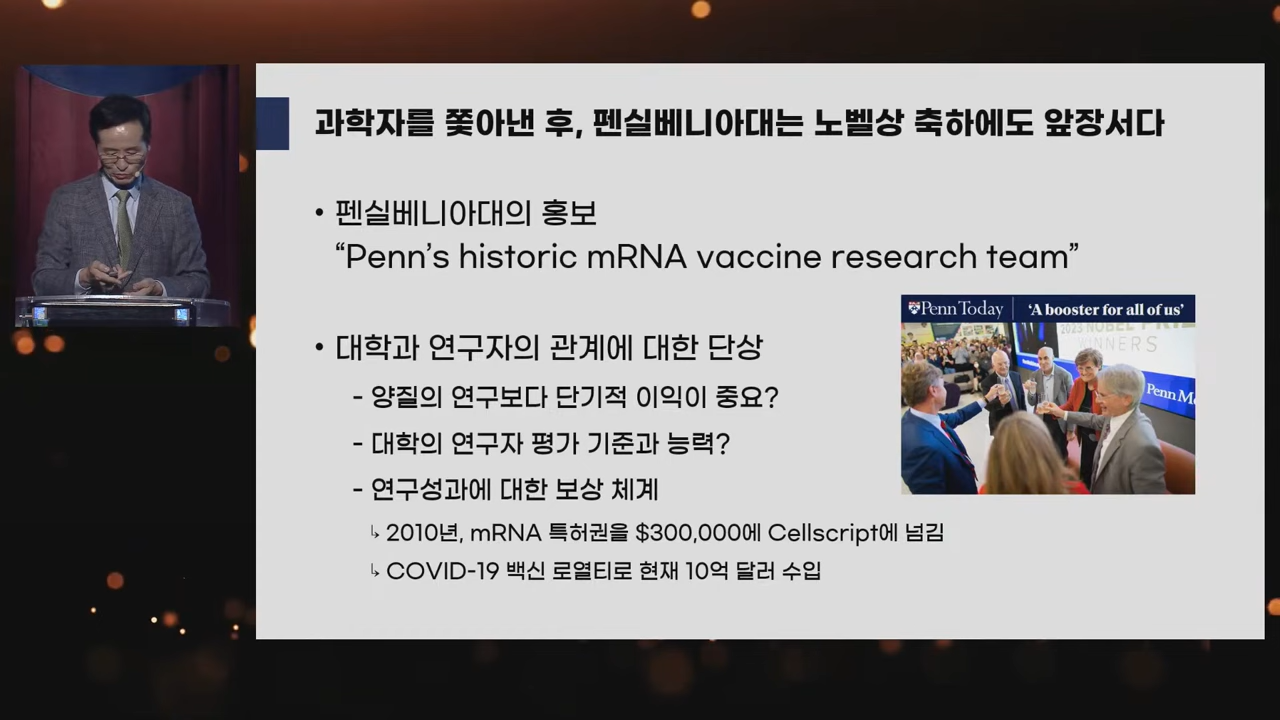 과학자를 쫓아낸 후, 펜실베니아대는 노벨상 축하에도 앞장서다
• 펜실베니아대의 홍보
“Penn’s historic mRNA vaccine research team”
Penn Today
‘A booster for all of us’
2023 NOBEL PRIZ
WINNERS
Penn Me
• 대학과 연구자의 관계에 대한 단상
- 양질의 연구보다 단기적 이익이 중요?
- 대학의 연구자 평가 기준과 능력?
- 연구성과에 대한 보상 체계
↳ 2010년, mRNA 특허권을 $300,000에 Cellscript에 넘김
↳ COVID-19 백신 로열티로 현재 10억 달러 수입